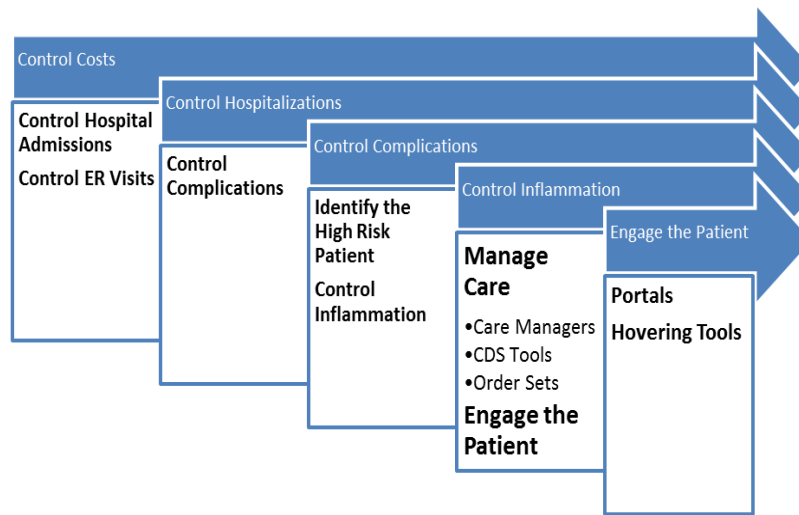 Control Costs
Control Hospital
Admissions
Control ER Visits
Control Hospitalizations
Control
Complications
Control Complications
Identify the
High Risk
Patient
Control
Inflammation
Control Inflammation
Manage
Care
•Care Managers
•CDS Tools
•Order Sets
Engage the
Patient
Engage the Patient
Portals
Hovering Tools